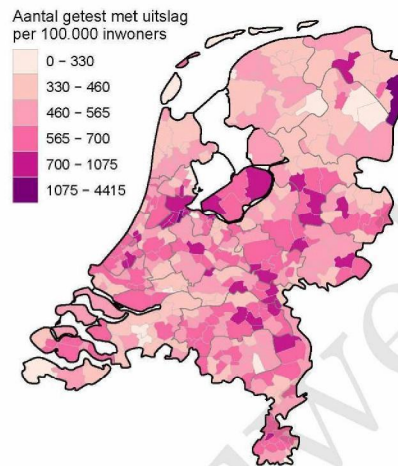 Aantal getest met uitslag
per 100.000 inwoners
0 – 330
330 – 460
460 – 565
565 – 700
700 – 1075
1075 – 4415